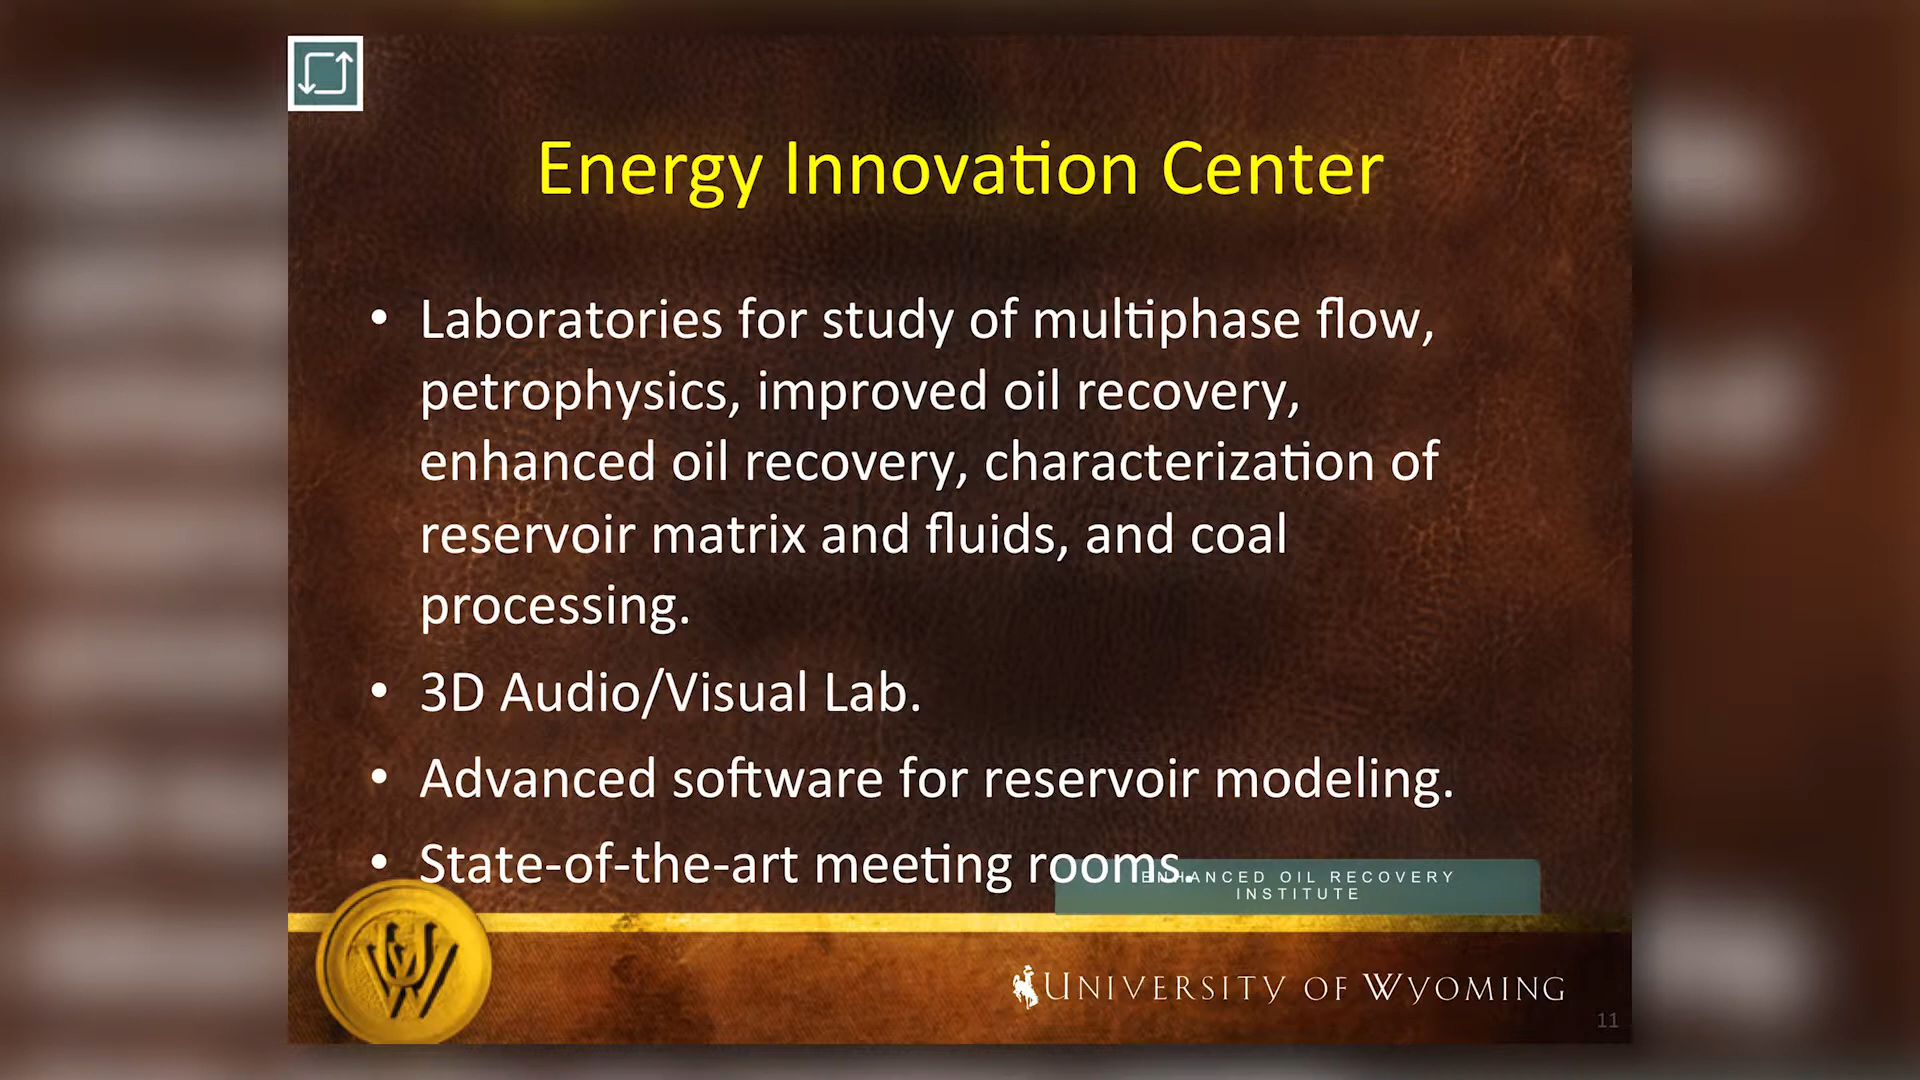 Energy Innovation Center
• Laboratories for study of multiphase flow,
petrophysics, improved oil recovery,
enhanced oil recovery, characterization of
reservoir matrix and fluids, and coal
processing.
• 3D Audio/Visual Lab.
• Advanced software for reservoir modeling.
• State-of-the-art meeting rooms.
ENHANCED OIL RECOVERY
INSTITUTE
UW
UNIVERSITY OF WYOMING
11